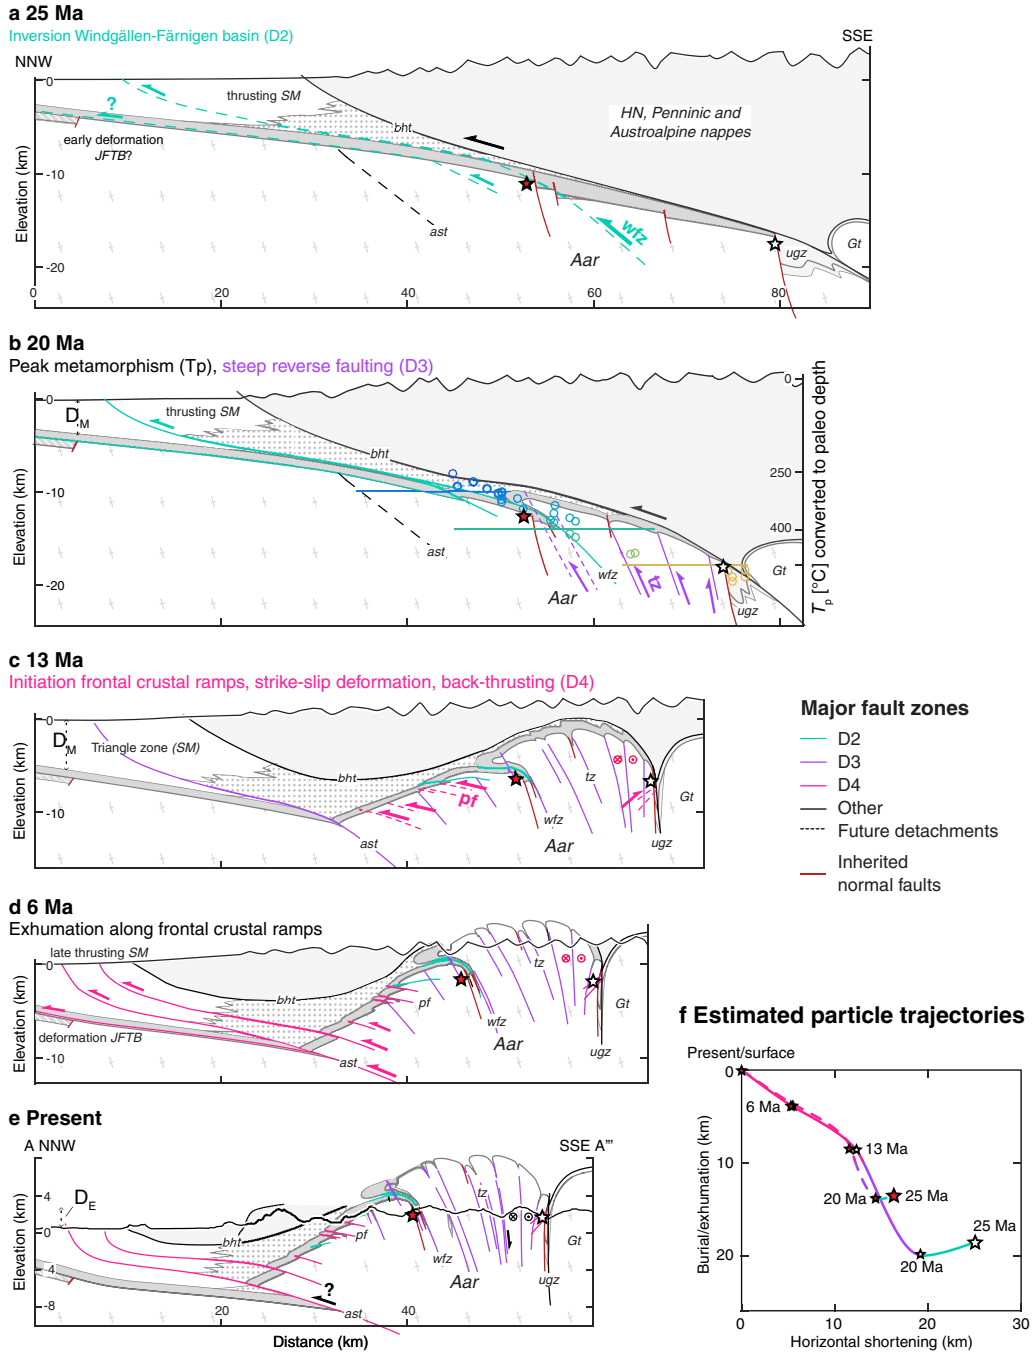 a 25 Ma
Inversion Windgällen-Färnigen basin (D2)
NNW
SSE
0
thrusting SM
?
bht
HN, Penninic and
Austroalpine nappes
early deformation
JFTB?
Elevation (km)
-10
ast
wfz
Aar
ugz
Gt
-20
0
20
40
60
80
b 20 Ma
Peak metamorphism (Tp), steep reverse faulting (D3)
0
0
DM
thrusting SM
bht
250
-10
400
Elevation (km)
ast
wfz
tz
Aar
Gt
ugz
-20
Tp [°C] converted to paleo depth
c 13 Ma
Initiation frontal crustal ramps, strike-slip deformation, back-thrusting (D4)
0
DM
Triangle zone (SM)
bht
tz
pf
Gt
Elevation (km)
-10
wfz
ast
Aar
ugz
Major fault zones
D2
D3
D4
Other
Future detachments
Inherited
normal faults
d 6 Ma
Exhumation along frontal crustal ramps
late thrusting SM
0
tz
bht
pf
Gt
wfz
Elevation (km)
deformation JFTB
Aar
ugz
-10
ast
e Present
A NNW
SSE A'''
4
DE
tz
0
bht
pf
Gt
wfz
Elevation (km)
-4
Aar
ugz
?
-8
ast
20
40
Distance (km)
f Estimated particle trajectories
Present/surface
0
6 Ma
13 Ma
10
20 Ma
25 Ma
25 Ma
20
20 Ma
Burial/exhumation (km)
0
10
20
30
Horizontal shortening (km)